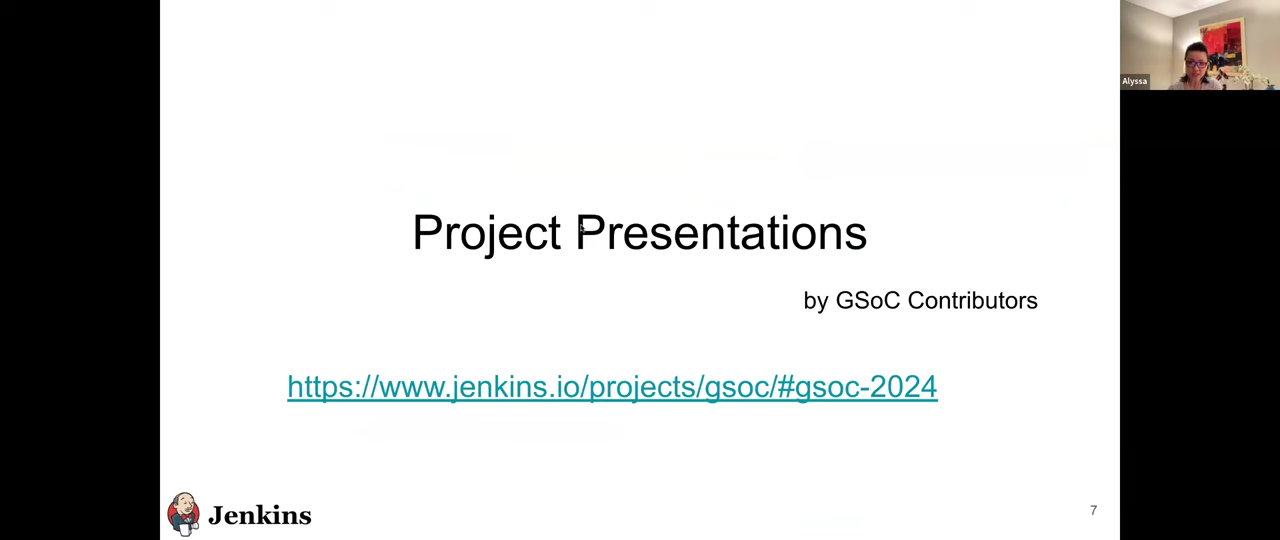 Alyssa
Project Presentations
by GSoC Contributors
https://www.jenkins.io/projects/gsoc/#gsoc-2024
Jenkins
7